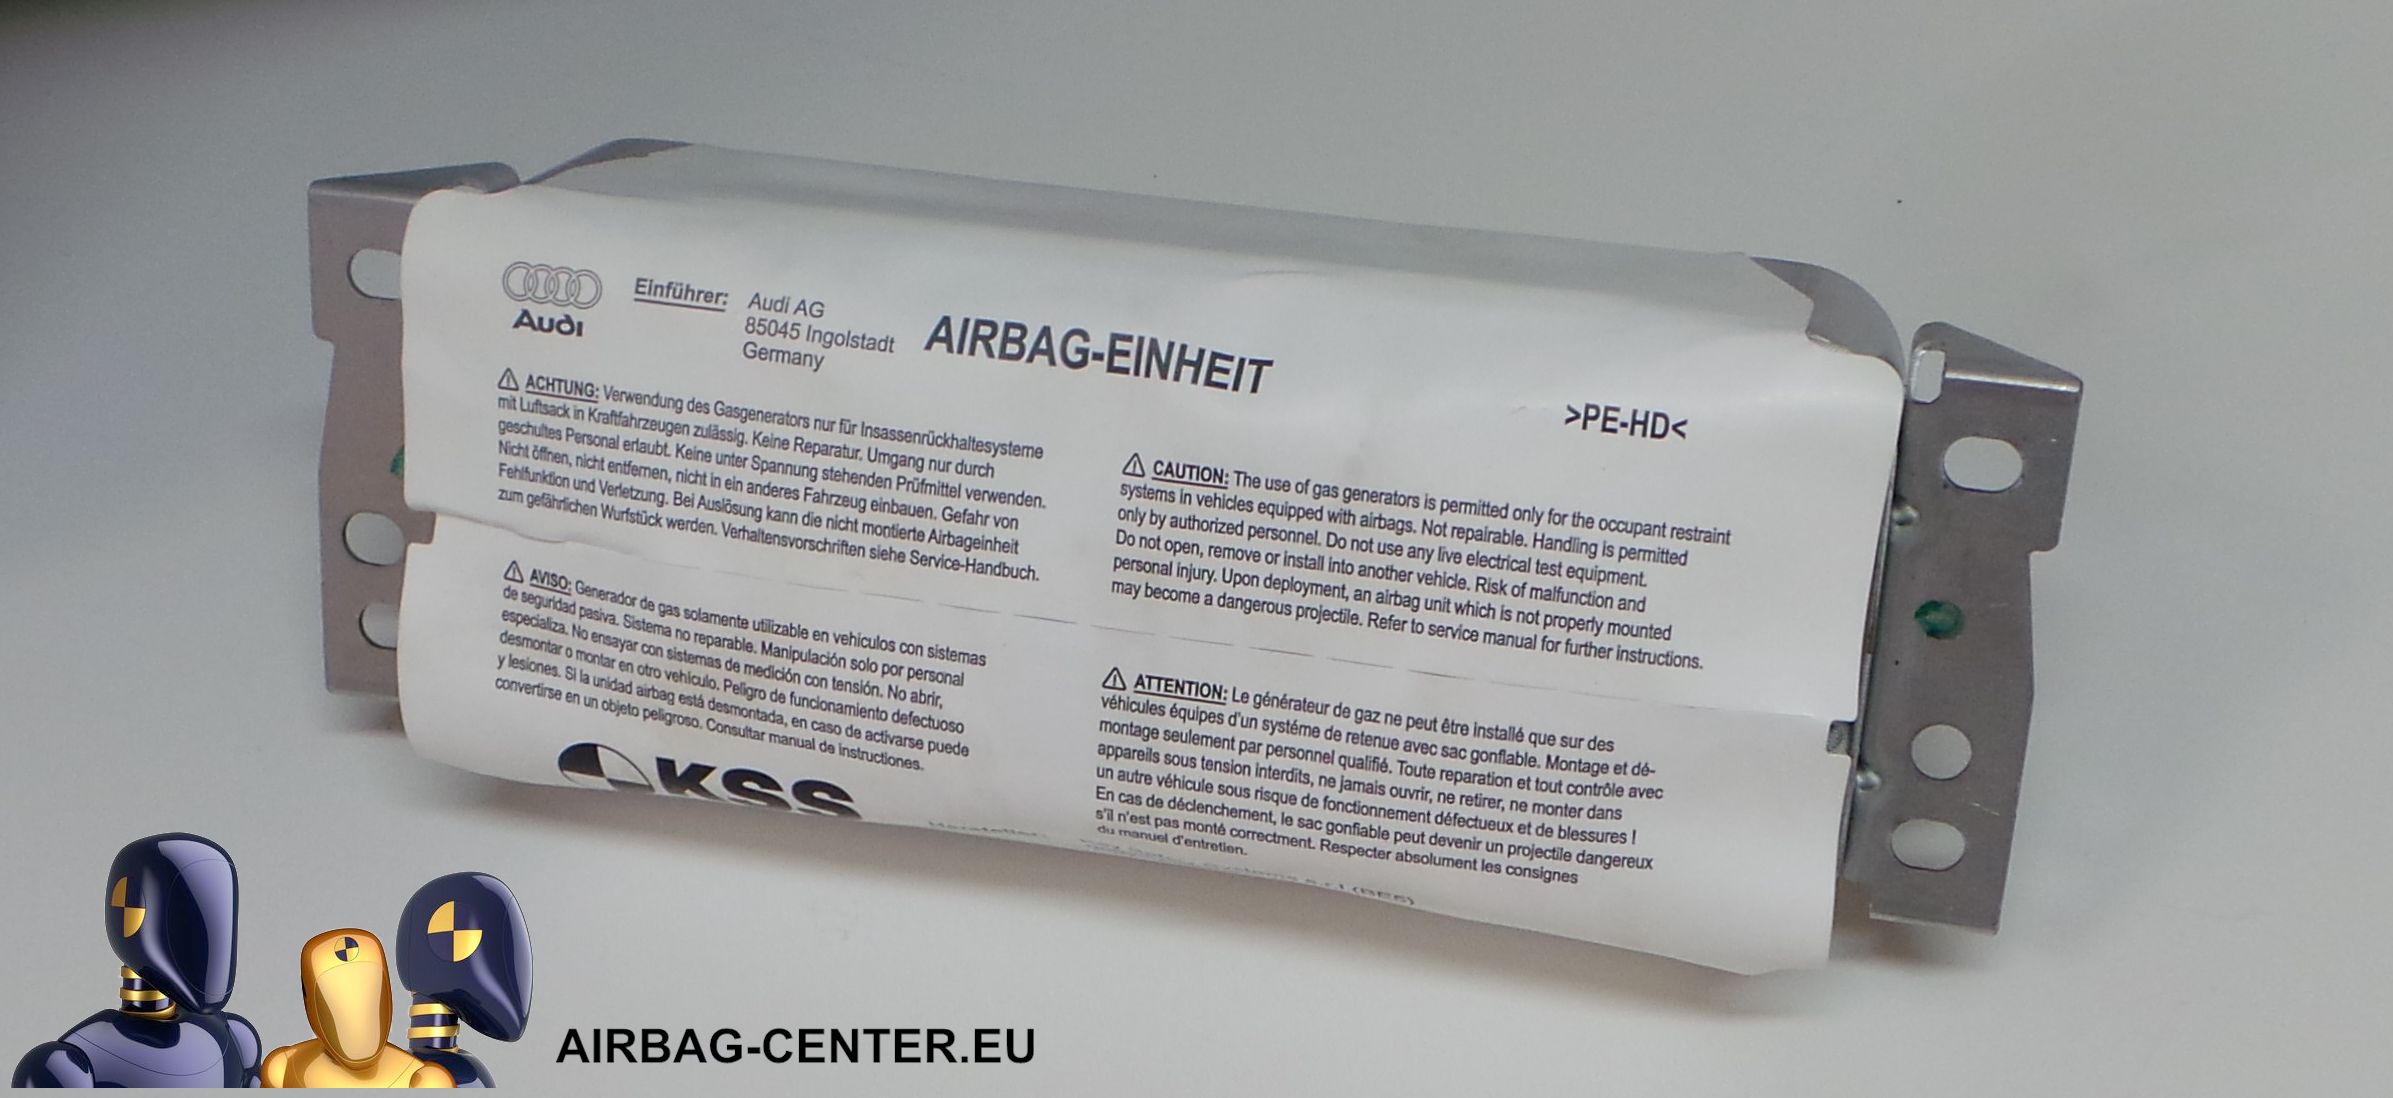 Audi
Einführer: Audi AG
85045 Ingolstadt
Germany
AIRBAG-EINHEIT
>PE-HD<
ACHTUNG: Verwendung des Gasgenerators nur für Insassenrückhaltesysteme
mit Luftsack in Kraftfahrzeugen zulässig. Keine Reparatur. Umgang nur durch
geschultes Personal erlaubt. Keine unter Spannung stehenden Prüfmittel verwenden.
Nicht öffnen, nicht entfernen, nicht in ein anderes Fahrzeug einbauen. Gefahr von
Fehlfunktion und Verletzung. Bei Auslösung kann die nicht montierte Airbageinheit
zum gefährlichen Wurfstück werden. Verhaltensvorschriften siehe Service-Handbuch.
CAUTION: The use of gas generators is permitted only for the occupant restraint
systems in vehicles equipped with airbags. Not repairable. Handling is permitted
only by authorized personnel. Do not use any live electrical test equipment.
Do not open, remove or install into another vehicle. Risk of malfunction and
personal injury. Upon deployment, an airbag unit which is not properly mounted
may become a dangerous projectile. Refer to service manual for further instructions.
AVISO: Generador de gas solamente utilizable en vehículos con sistemas
de seguridad pasiva. Sistema no reparable. Manipulación solo por personal
especializa. No ensayar con sistemas de medición con tensión. No abrir,
desmontar o montar en otro vehículo. Peligro de funcionamiento defectuoso
y lesiones. Si la unidad airbag está desmontada, en caso de activarse puede
convertirse en un objeto peligroso. Consultar manual de instructiones.
ATTENTION: Le générateur de gaz ne peut être installé que sur des
véhicules équipes d'un systéme de retenue avec sac gonflable. Montage et dé-
montage seulement par personnel qualifié. Toute reparation et tout contrôle avec
appareils sous tension interdits, ne jamais ouvrir, ne retirer, ne monter dans
un autre véhicule sous risque de fonctionnement défectueux et de blessures !
En cas de déclenchement, le sac gonfiable peut devenir un projectile dangereux
s'il n'est pas monté correctment. Respecter absolument les consignes
du manuel d'entretien.
KSS
AIRBAG-CENTER.EU